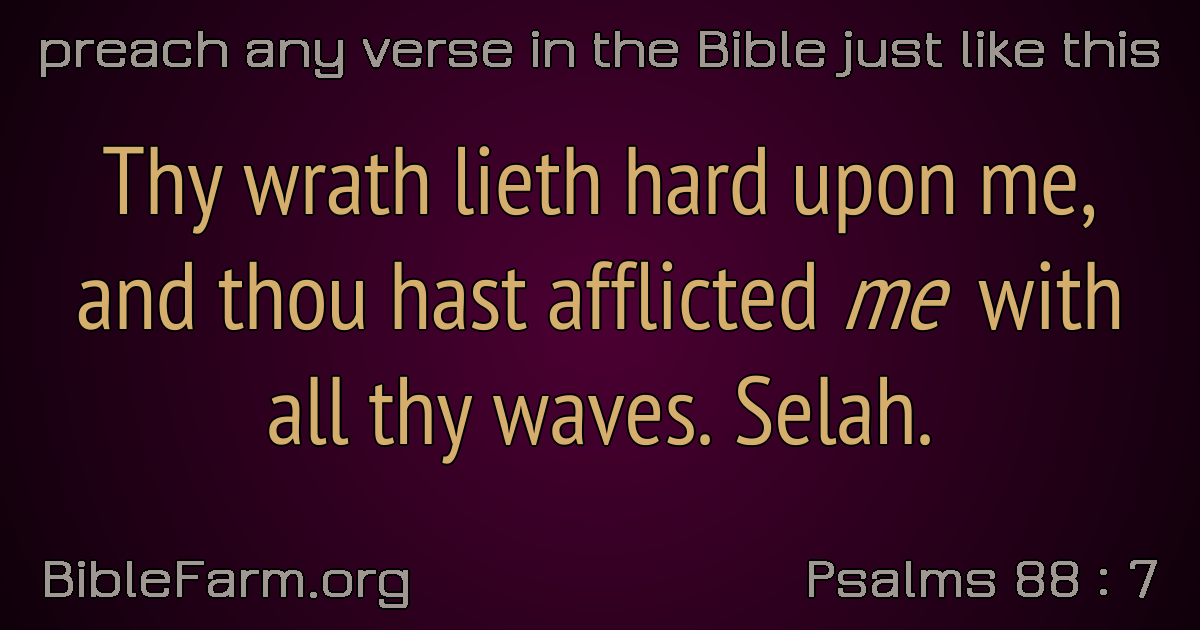 preach any verse in the Bible just like this
Thy wrath lieth hard upon me,
and thou hast afflicted me with
all thy waves. Selah.
BibleFarm.org
Psalms 88 : 7